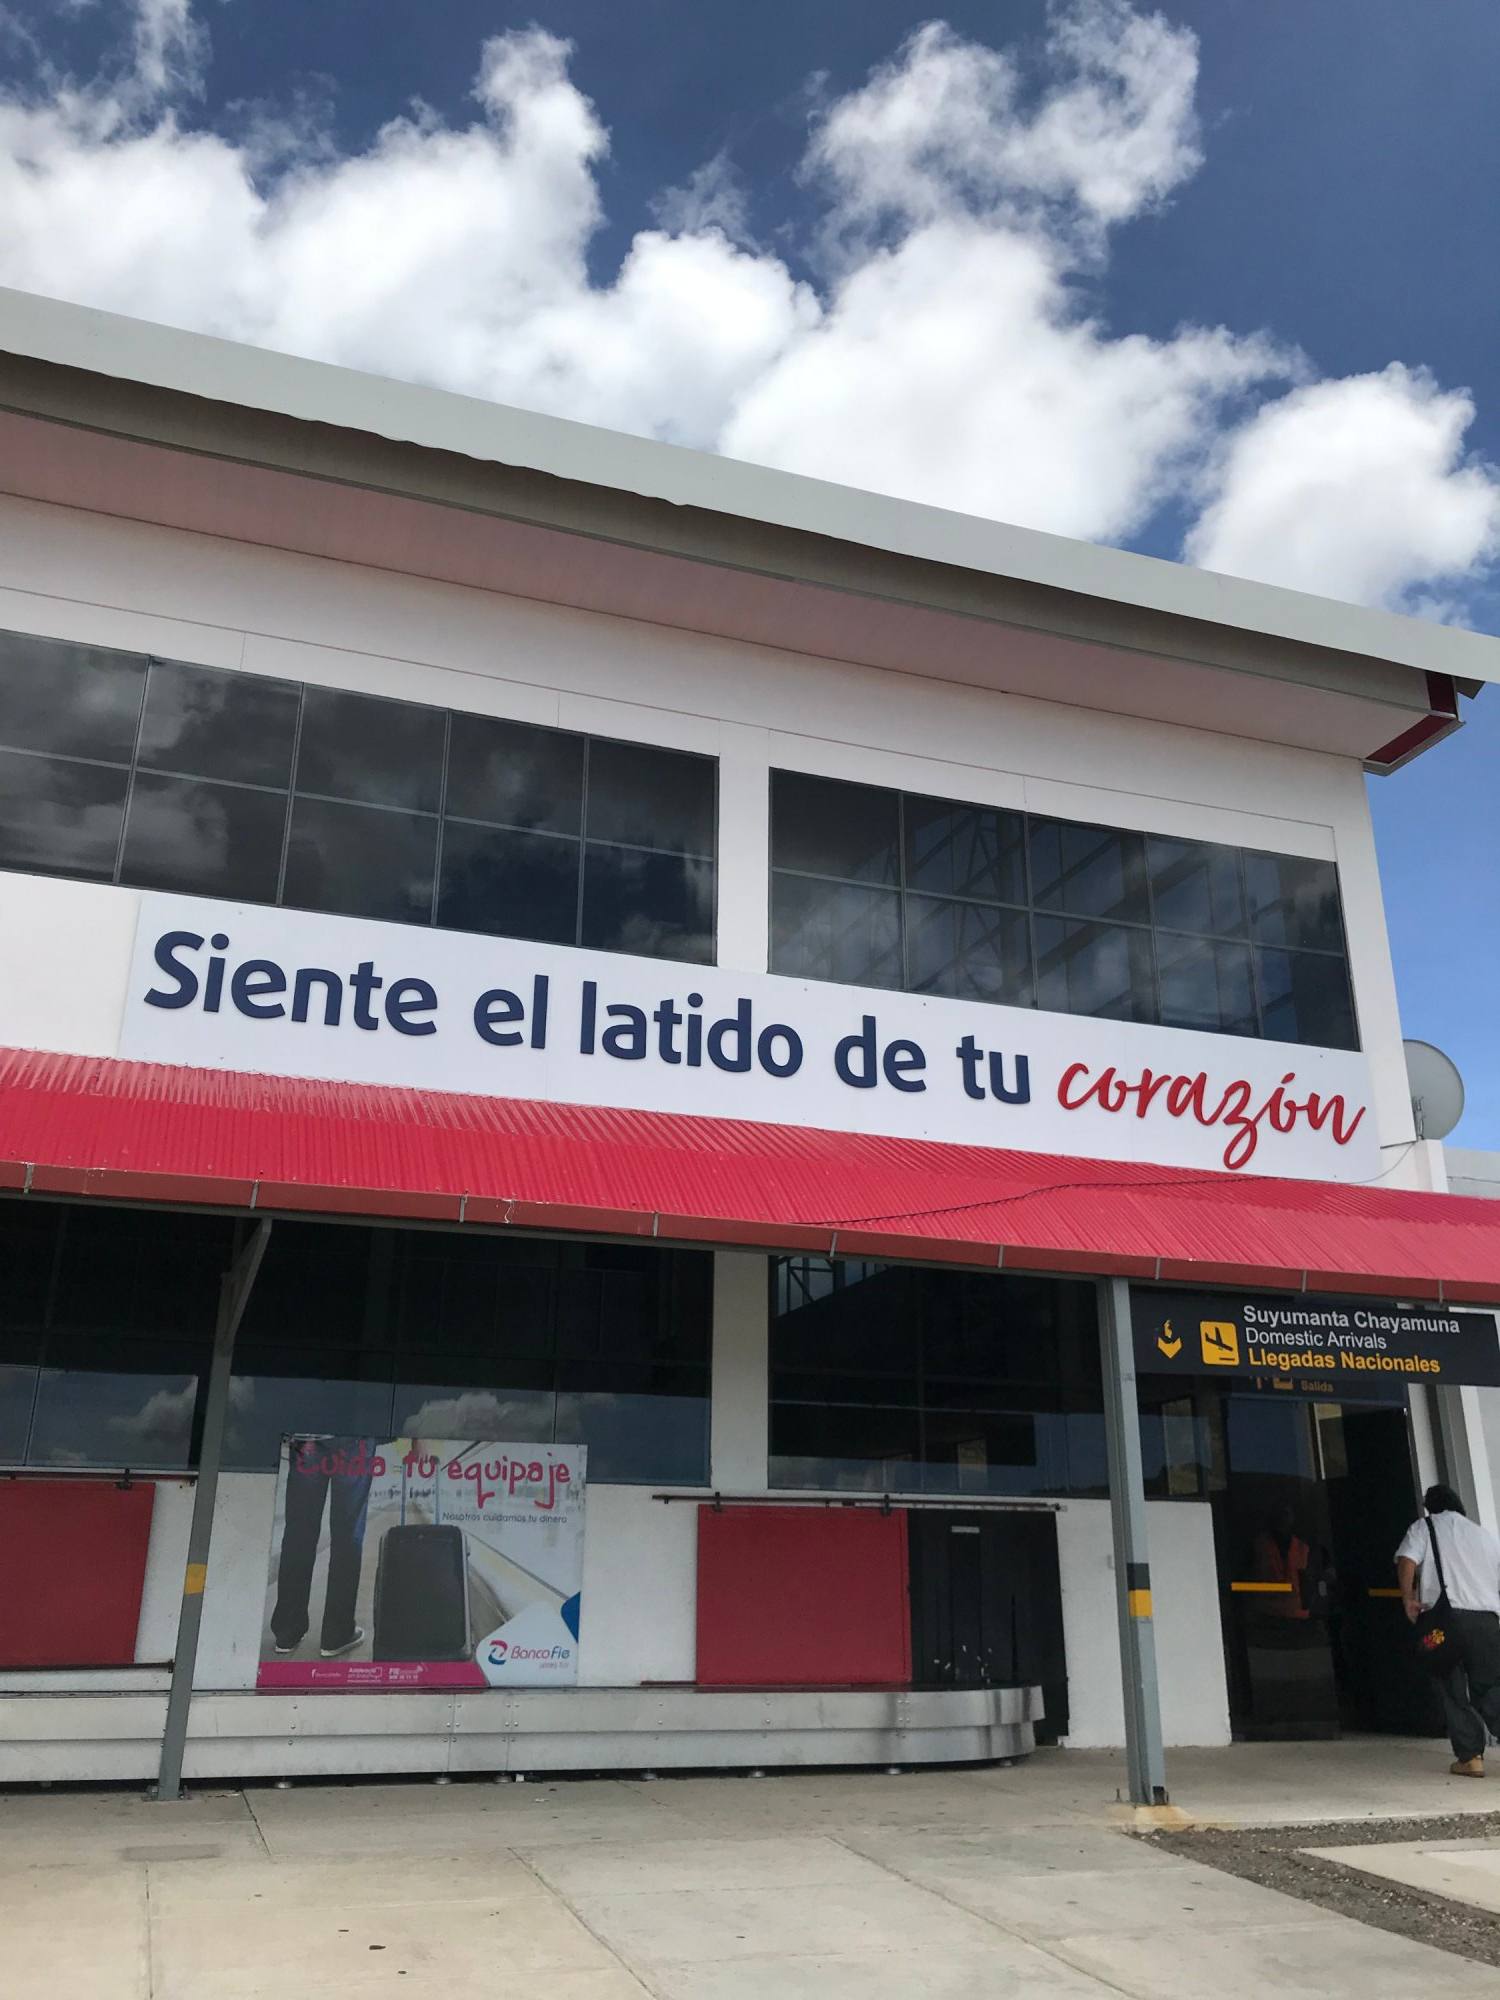 Siente el latido de tu corazón
Suyumanta Chayamuna
Domestic Arrivals
Llegadas Nacionales
Salida
Cuida tu equipaje
Nosotros cuidamos tu dinero
BancoFie